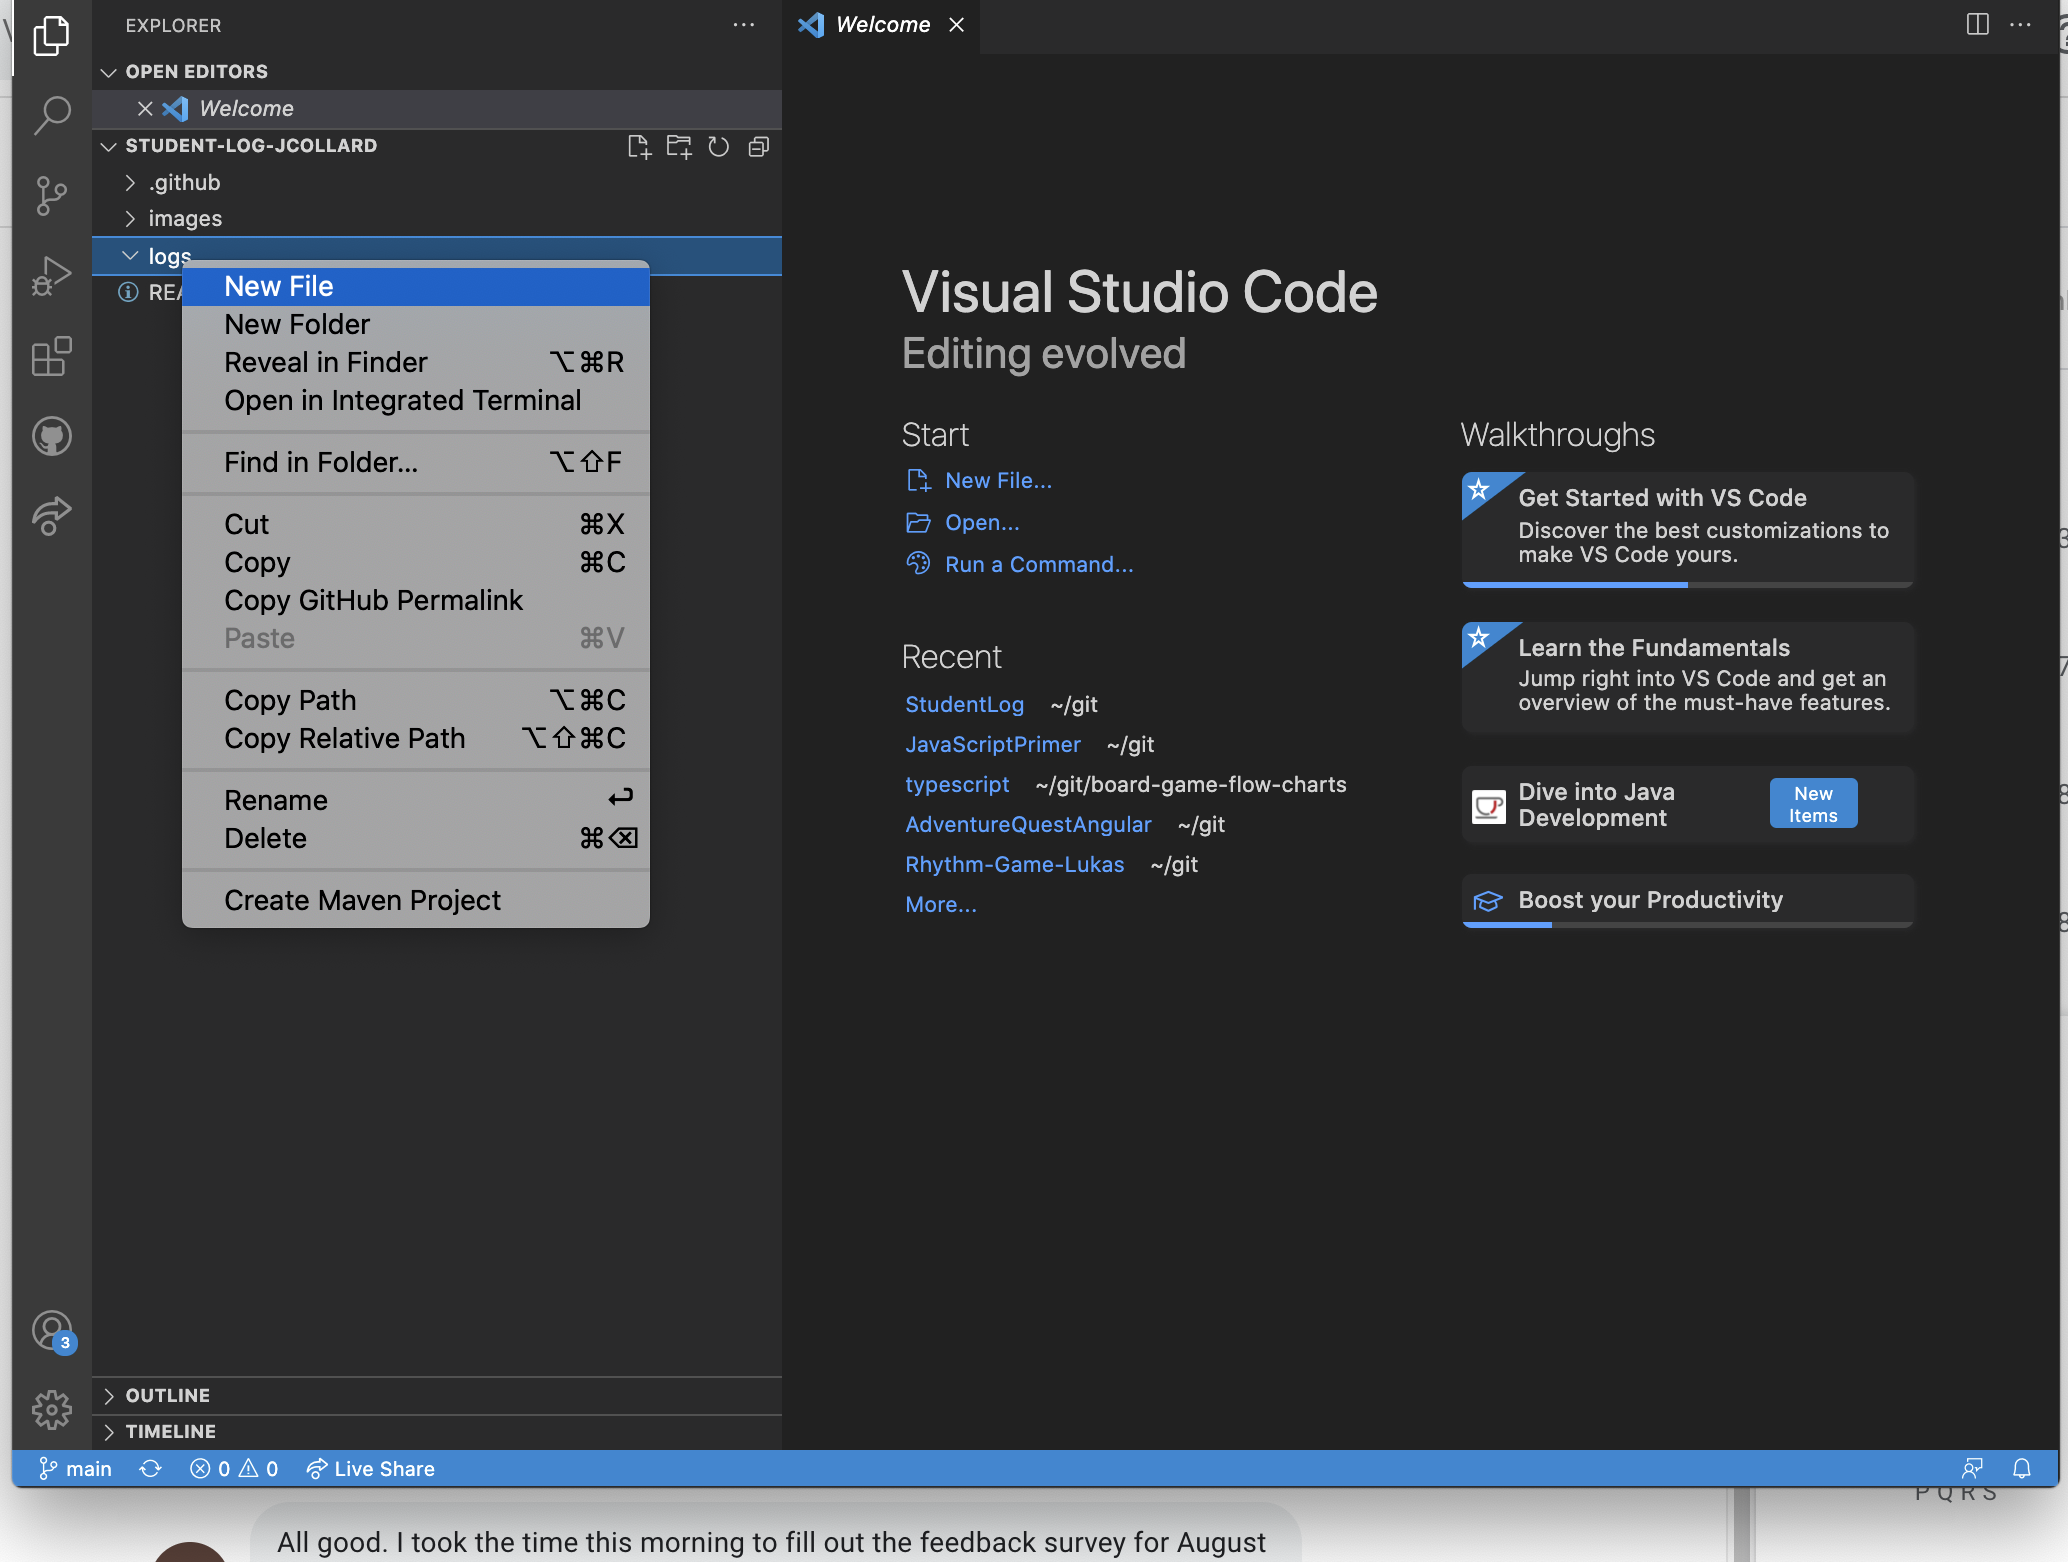 EXPLORER
OPEN EDITORS
Welcome
STUDENT-LOG-JCOLLARD
.github
images
logs
New File
New Folder
Reveal in Finder ⌥⌘R
Open in Integrated Terminal
Find in Folder... ⌥⇧F
Cut ⌘X
Copy ⌘C
Copy GitHub Permalink
Paste ⌘V
Copy Path ⌥⌘C
Copy Relative Path ⌥⇧⌘C
Rename ↩
Delete ⌘⌫
Create Maven Project
OUTLINE
TIMELINE
3
Welcome
Visual Studio Code
Editing evolved
Start
New File...
Open...
Run a Command...
Recent
StudentLog ~/git
JavaScriptPrimer ~/git
typescript ~/git/board-game-flow-charts
AdventureQuestAngular ~/git
Rhythm-Game-Lukas ~/git
More...
Walkthroughs
Get Started with VS Code
Discover the best customizations to
make VS Code yours.
Learn the Fundamentals
Jump right into VS Code and get an
overview of the must-have features.
Dive into Java
Development
New
Items
Boost your Productivity
main 0 0 Live Share
PQRS
All good. I took the time this morning to fill out the feedback survey for August